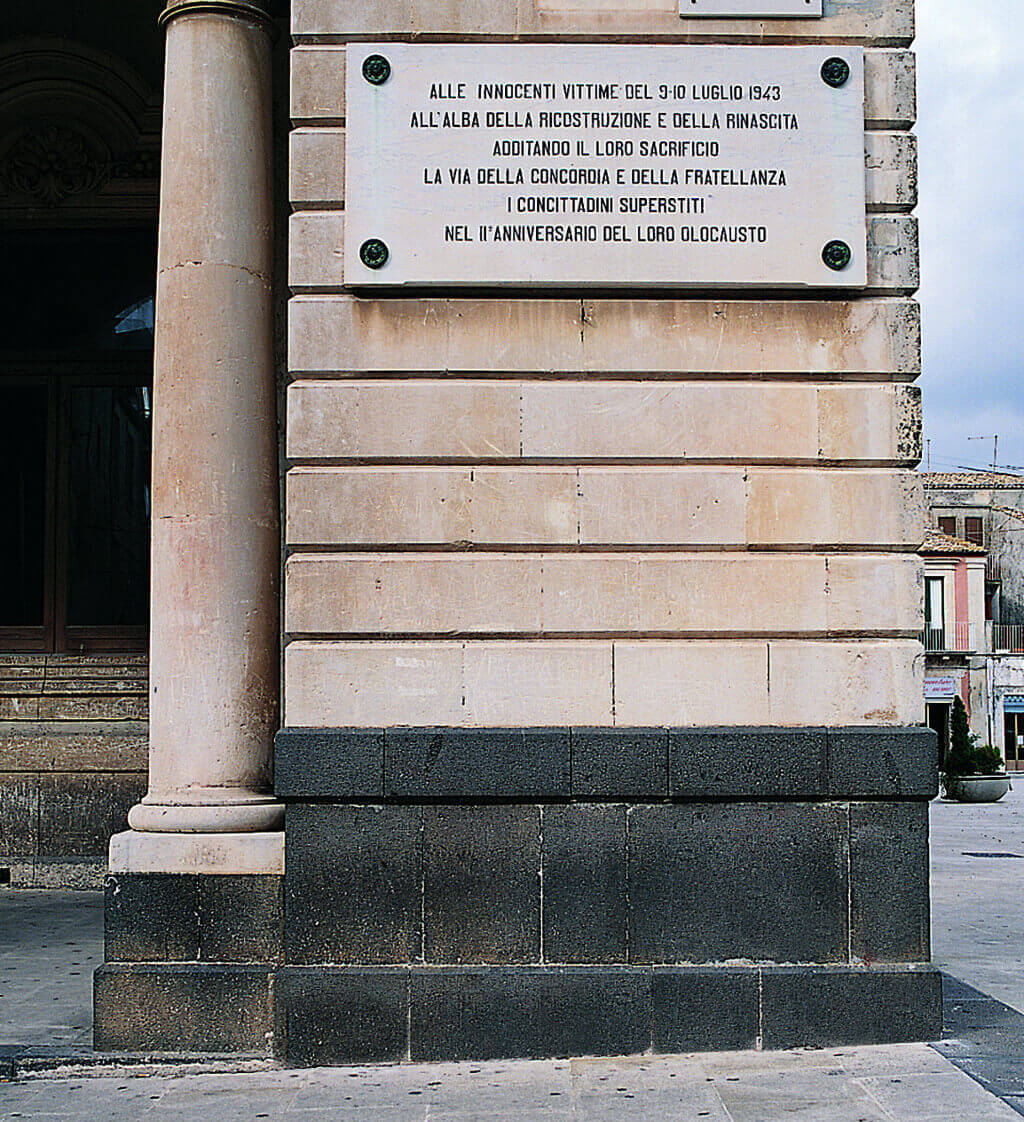 ALLE INNOCENTI VITTIME DEL 9-10 LUGLIO 1943
ALL'ALBA DELLA RICOSTRUZIONE E DELLA RINASCITA
ADDITANDO IL LORO SACRIFICIO
LA VIA DELLA CONCORDIA E DELLA FRATELLANZA
I CONCITTADINI SUPERSTITI
NEL II° ANNIVERSARIO DEL LORO OLOCAUSTO